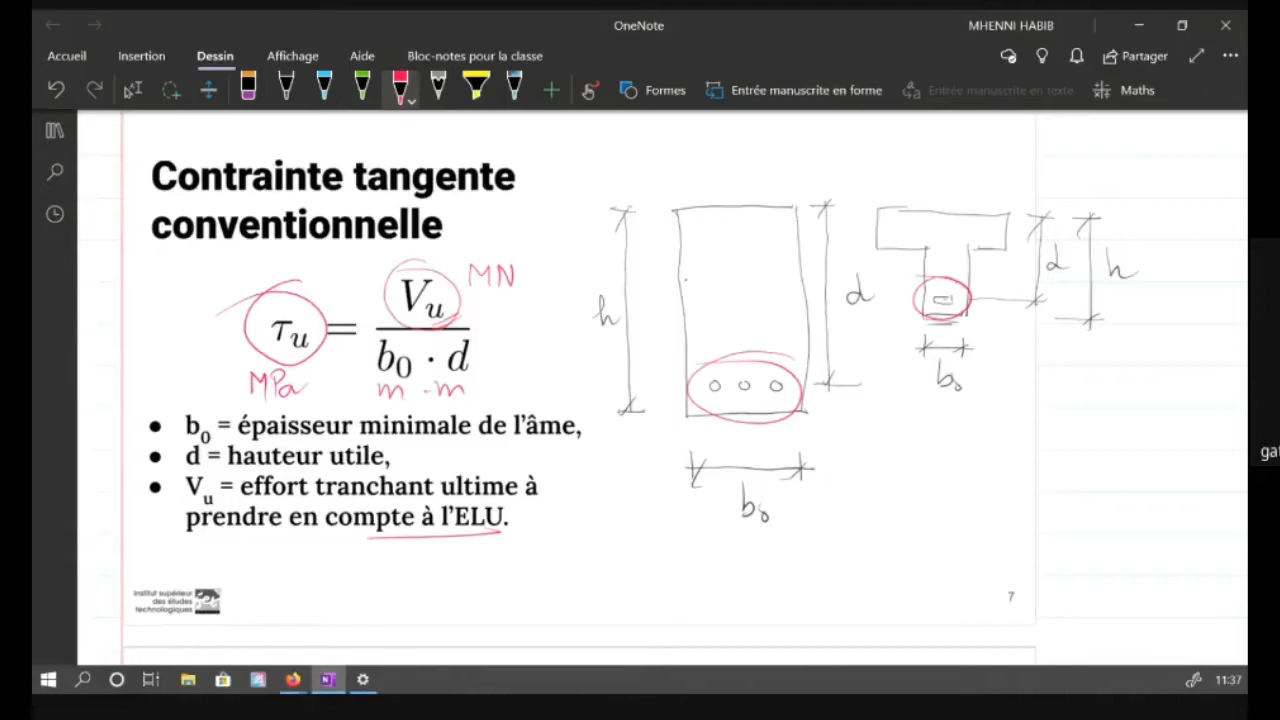 OneNote
MHENNI HABIB
Accueil
Insertion
Dessin
Affichage
Aide
Bloc-notes pour la classe
Partager
Formes
Entrée manuscrite en forme
Entrée manuscrite en texte
Maths
Contrainte tangente
conventionnelle
τu = Vu / b0 · d
MN
MPa
m · m
• b0 = épaisseur minimale de l'âme,
• d = hauteur utile,
• Vu = effort tranchant ultime à
prendre en compte à l'ELU.
h
d
b0
d
h
b0
Institut supérieur
des études
technologiques
7
gat
11:37